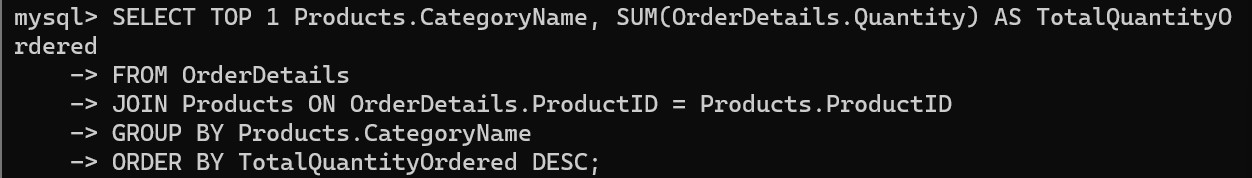 mysql> SELECT TOP 1 Products.CategoryName, SUM(OrderDetails.Quantity) AS TotalQuantityO
rdered
    -> FROM OrderDetails
    -> JOIN Products ON OrderDetails.ProductID = Products.ProductID
    -> GROUP BY Products.CategoryName
    -> ORDER BY TotalQuantityOrdered DESC;